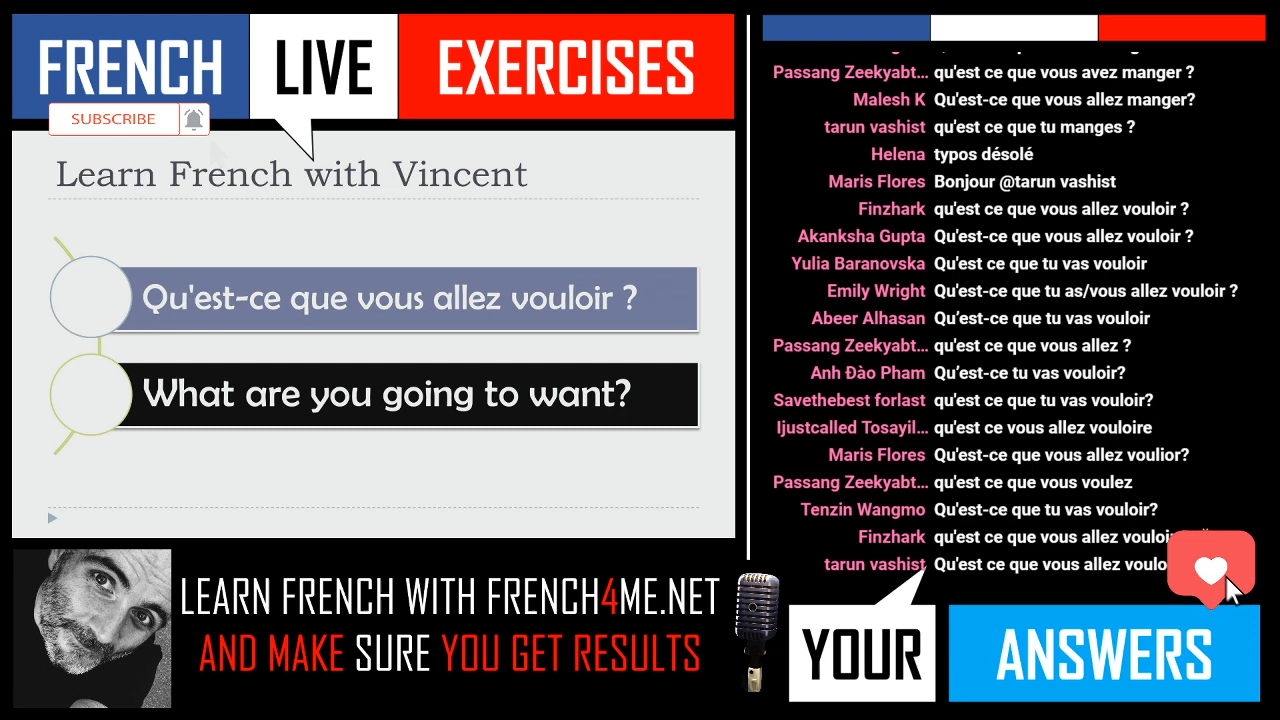 FRENCH LIVE EXERCISES
SUBSCRIBE
Learn French with Vincent
Qu'est-ce que vous allez vouloir ?
What are you going to want?
LEARN FRENCH WITH FRENCH4ME.NET
AND MAKE SURE YOU GET RESULTS
Passang Zeekyabt... qu'est ce que vous avez manger ?
Malesh K Qu'est-ce que vous allez manger?
tarun vashist qu'est ce que tu manges ?
Helena typos désolé
Maris Flores Bonjour @tarun vashist
Finzhark qu'est ce que vous allez vouloir ?
Akanksha Gupta Qu'est-ce que vous allez vouloir ?
Yulia Baranovska Qu'est ce que tu vas vouloir
Emily Wright Qu'est-ce que tu as/vous allez vouloir ?
Abeer Alhasan Qu’est-ce que tu vas vouloir
Passang Zeekyabt... qu'est ce que vous allez ?
Anh Đào Pham Qu’est-ce tu vas vouloir?
Savethebest forlast qu'est ce que tu vas vouloir?
Ijustcalled Tosayil... qu'est ce vous allez vouloire
Maris Flores Qu'est-ce que vous allez voulior?
Passang Zeekyabt... qu'est ce que vous voulez
Tenzin Wangmo Qu'est-ce que tu vas vouloir?
Finzhark qu'est ce que vous allez vouloir
tarun vashist Qu'est ce que vous allez
YOUR ANSWERS